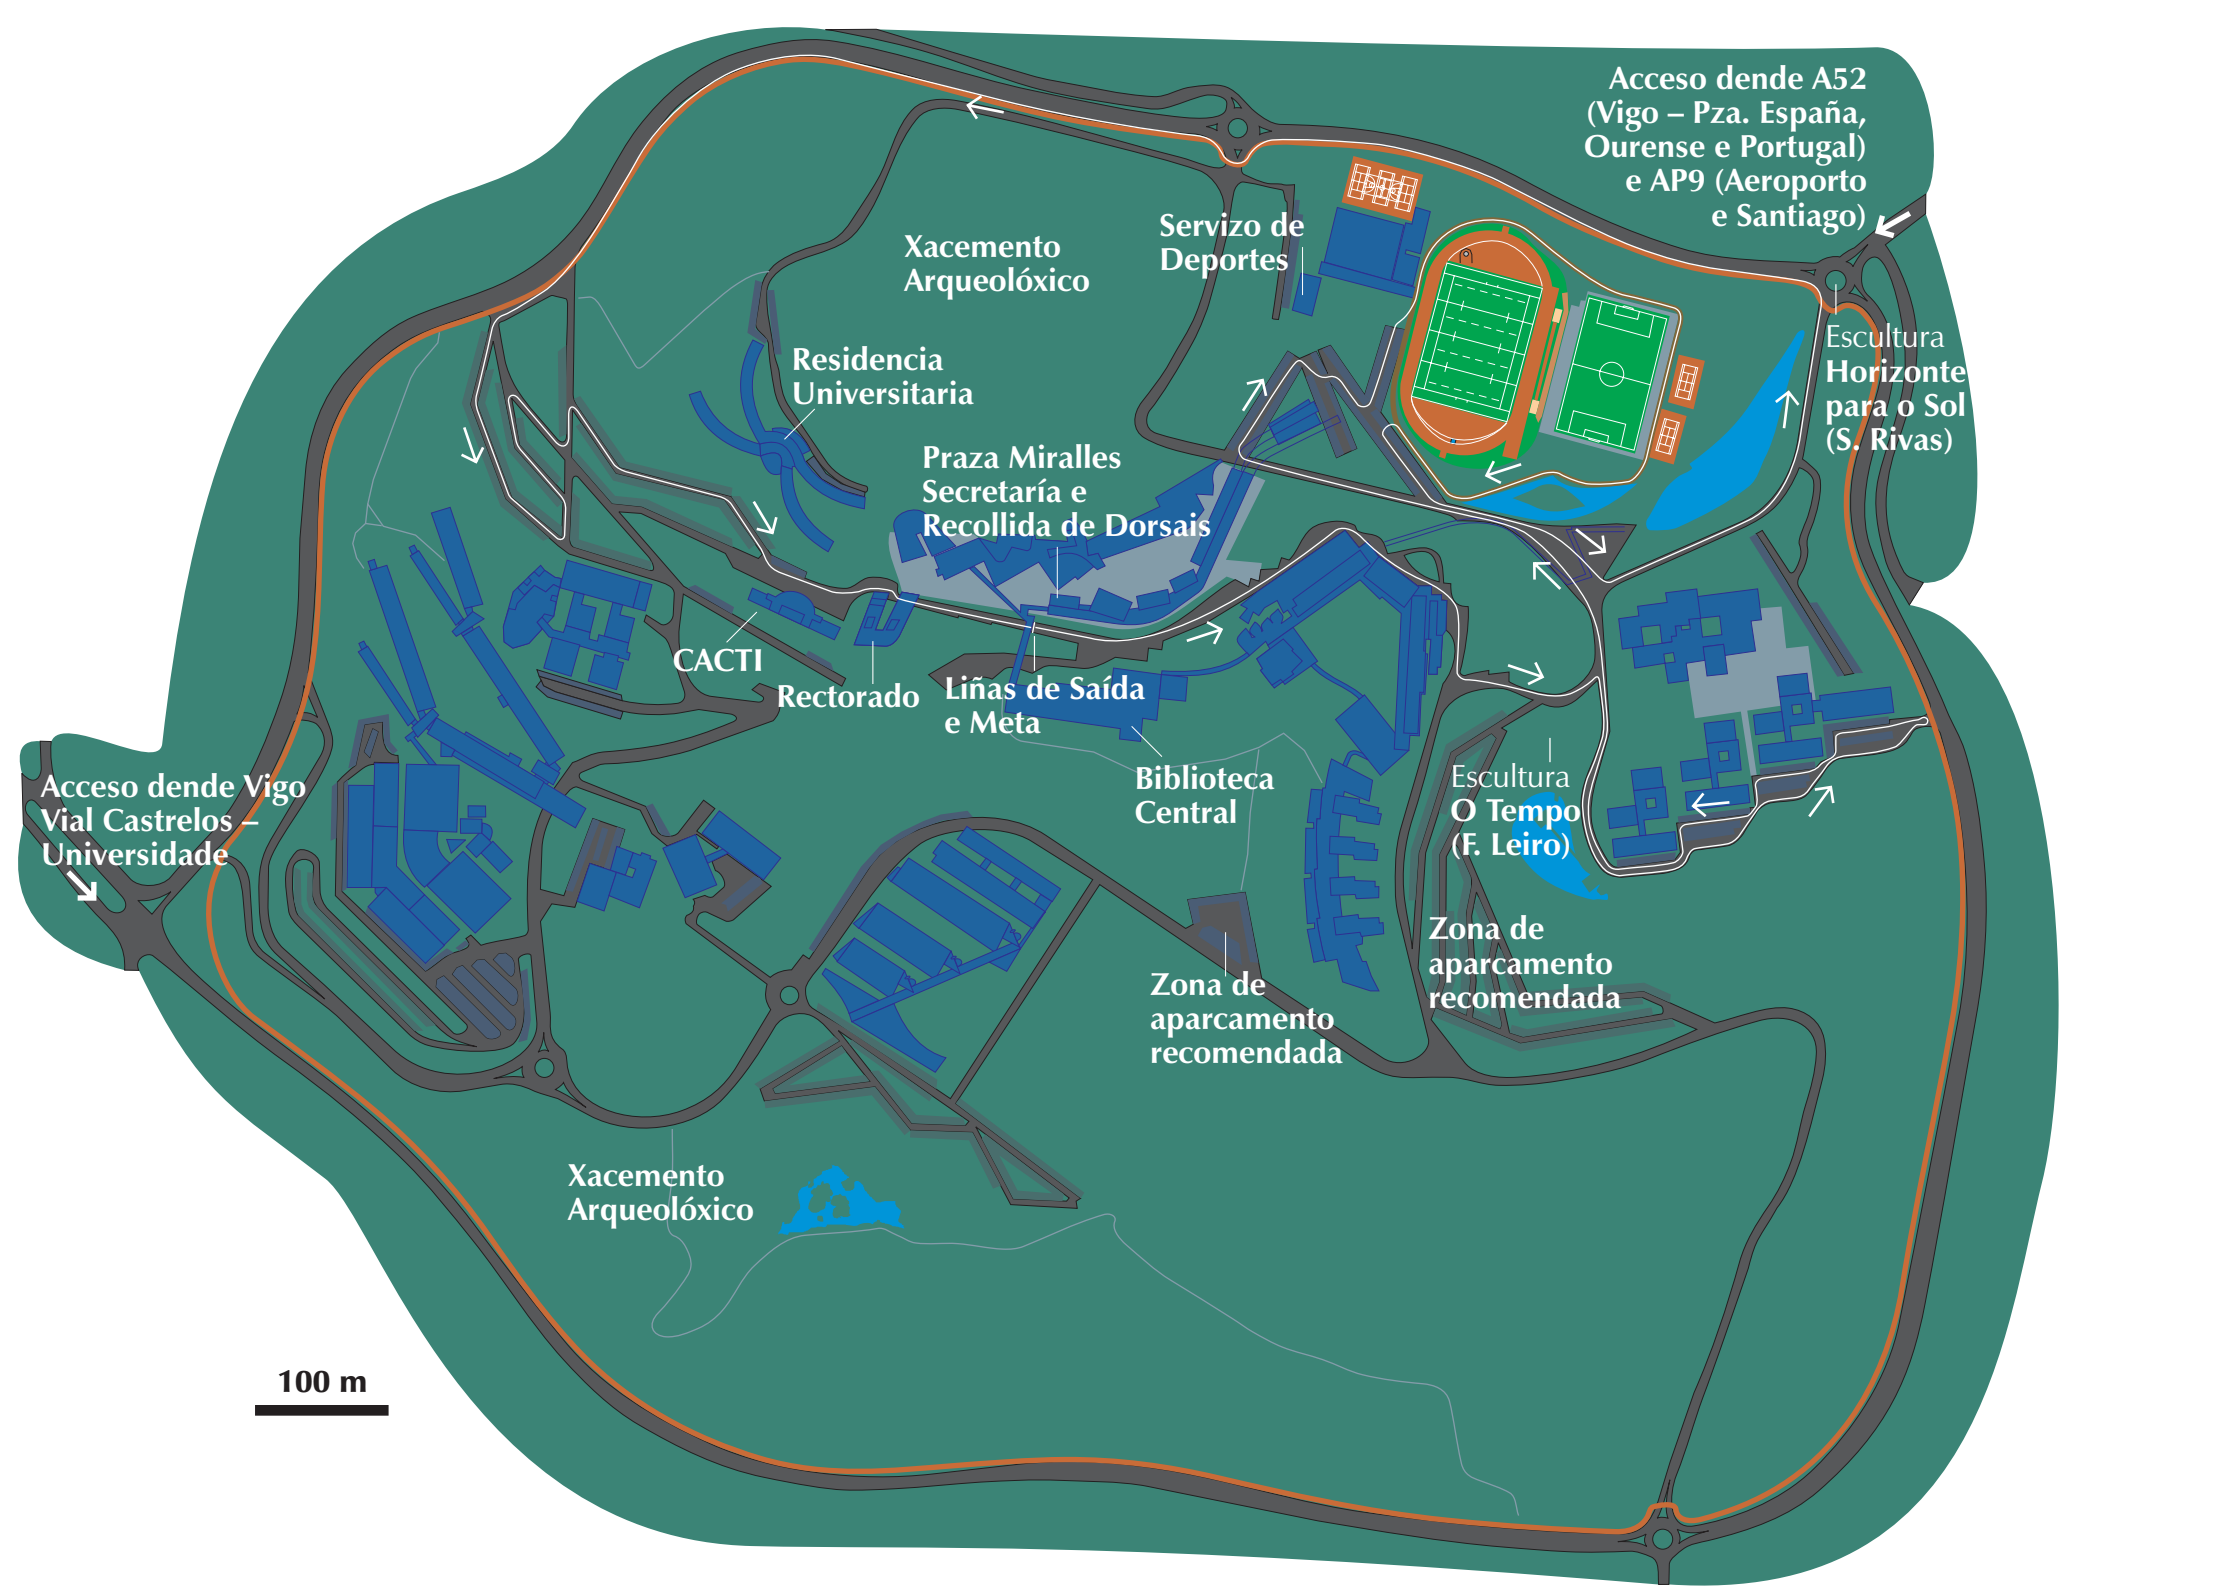 Acceso dende A52
(Vigo – Pza. España,
Ourense e Portugal)
e AP9 (Aeroporto
e Santiago)
Servizo de
Deportes
Xacemento
Arqueolóxico
Escultura
Horizonte
para o Sol
(S. Rivas)
Residencia
Universitaria
Praza Miralles
Secretaría e
Recollida de Dorsais
CACTI
Rectorado
Liñas de Saída
e Meta
Biblioteca
Central
Escultura
O Tempo
(F. Leiro)
Acceso dende Vigo
Vial Castrelos –
Universidade
Zona de
aparcamento
recomendada
Zona de
aparcamento
recomendada
Xacemento
Arqueolóxico
100 m